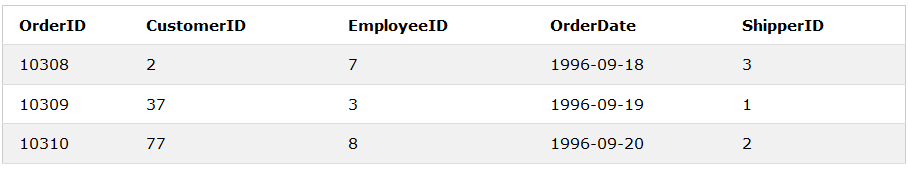 OrderID CustomerID EmployeeID OrderDate ShipperID
10308 2 7 1996-09-18 3
10309 37 3 1996-09-19 1
10310 77 8 1996-09-20 2